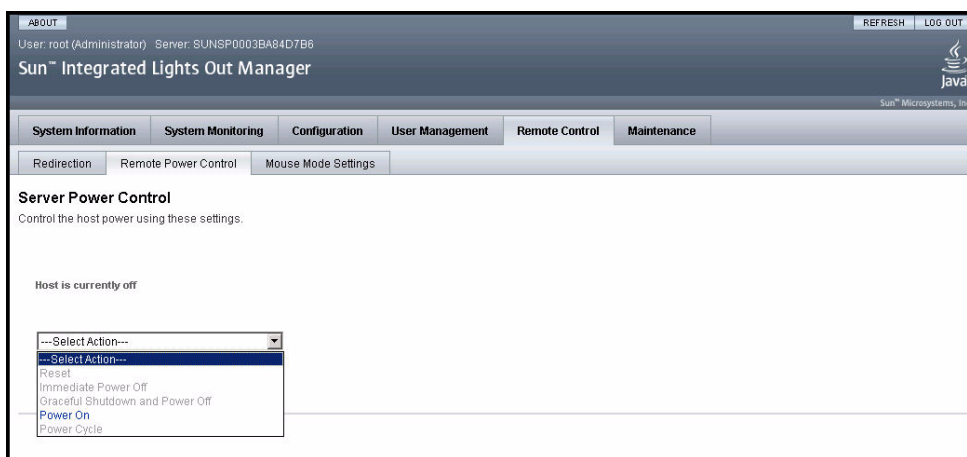 ABOUT
REFRESH LOG OUT
User: root (Administrator) Server: SUNSP0003BA84D7B6
Sun™ Integrated Lights Out Manager
Java
Sun™ Microsystems, In
System Information System Monitoring Configuration User Management Remote Control Maintenance
Redirection Remote Power Control Mouse Mode Settings
Server Power Control
Control the host power using these settings.
Host is currently off
---Select Action---
---Select Action---
Reset
Immediate Power Off
Graceful Shutdown and Power Off
Power On
Power Cycle